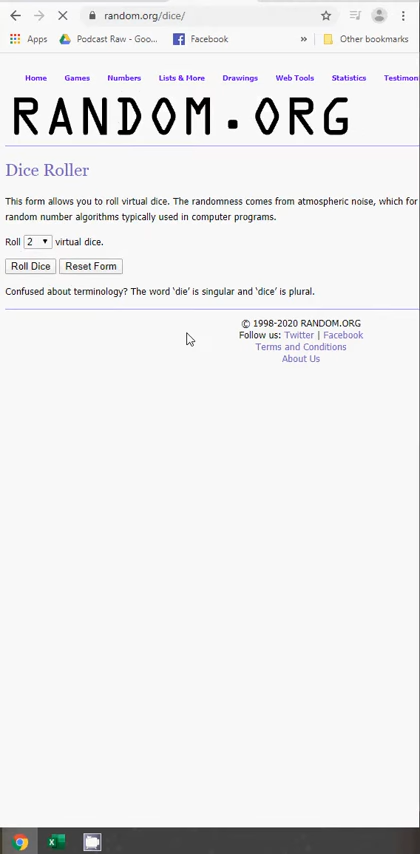 random.org/dice/
Apps Podcast Raw - Goo... Facebook » Other bookmarks
Home Games Numbers Lists & More Drawings Web Tools Statistics Testimon
RANDOM.ORG
Dice Roller
This form allows you to roll virtual dice. The randomness comes from atmospheric noise, which for
random number algorithms typically used in computer programs.
Roll 2 virtual dice.
Roll Dice Reset Form
Confused about terminology? The word ‘die’ is singular and ‘dice’ is plural.
© 1998-2020 RANDOM.ORG
Follow us: Twitter | Facebook
Terms and Conditions
About Us